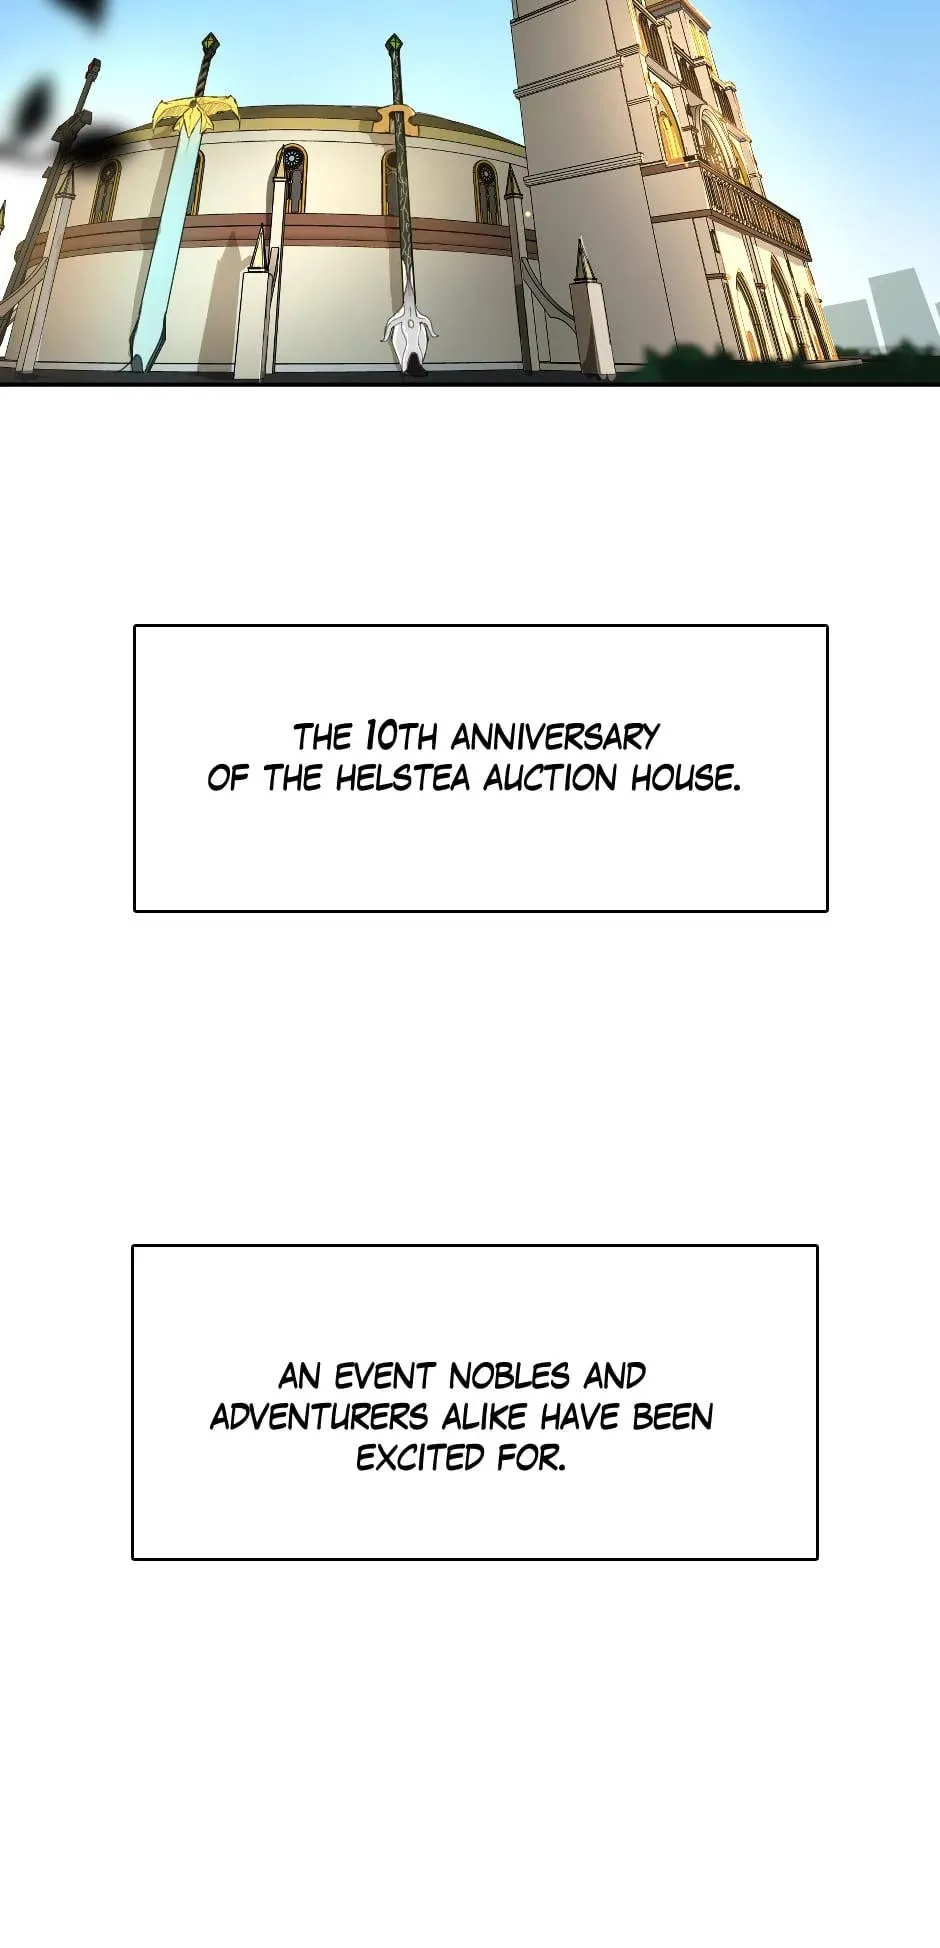 THE 10TH ANNIVERSARY
OF THE HELSTEA AUCTION HOUSE.
AN EVENT NOBLES AND
ADVENTURERS ALIKE HAVE BEEN
EXCITED FOR.